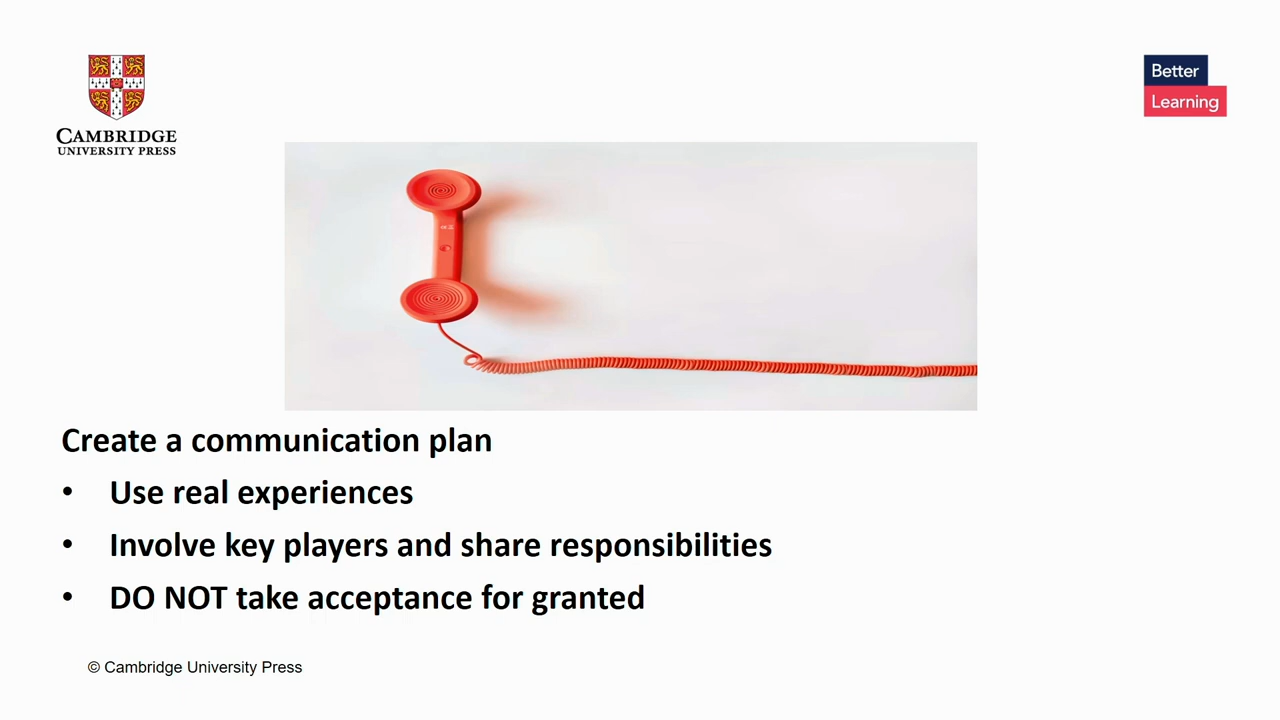 CAMBRIDGE
UNIVERSITY PRESS
Better
Learning
Create a communication plan
• Use real experiences
• Involve key players and share responsibilities
• DO NOT take acceptance for granted
© Cambridge University Press